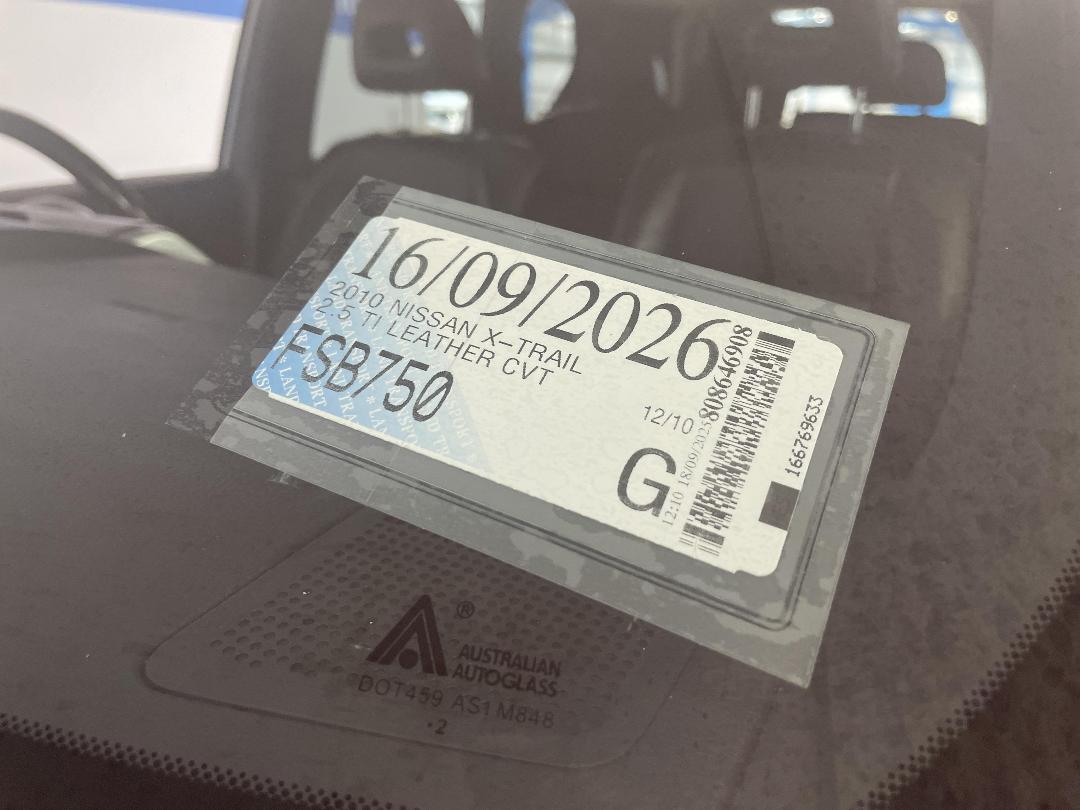 16/09/2026
2010 NISSAN X-TRAIL
2.5 TI LEATHER CVT
FSB750
12/10
G
12:10 18/09/2025
808646908
166769633
®
AUSTRALIAN
AUTOGLASS
DOT459 AS1 M848
·2